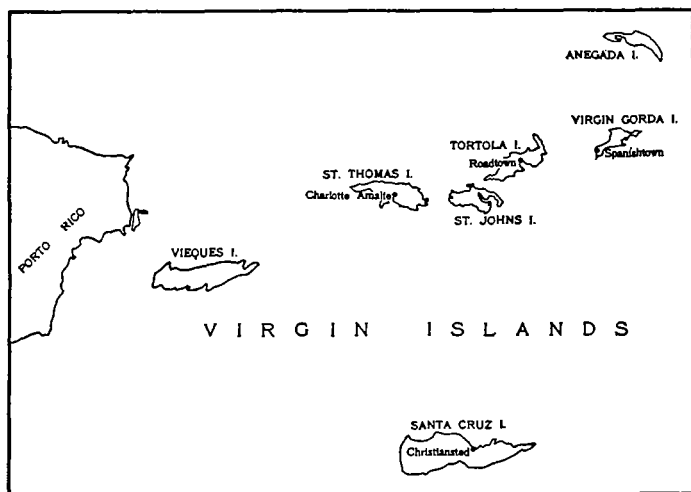 ANEGADA I.
VIRGIN GORDA I.
Spanishtown
TORTOLA I.
Roadtown
ST. THOMAS I.
Charlotte Amalie
ST. JOHNS I.
PORTO RICO
VIEQUES I.
VIRGIN ISLANDS
SANTA CRUZ I.
Christiansted